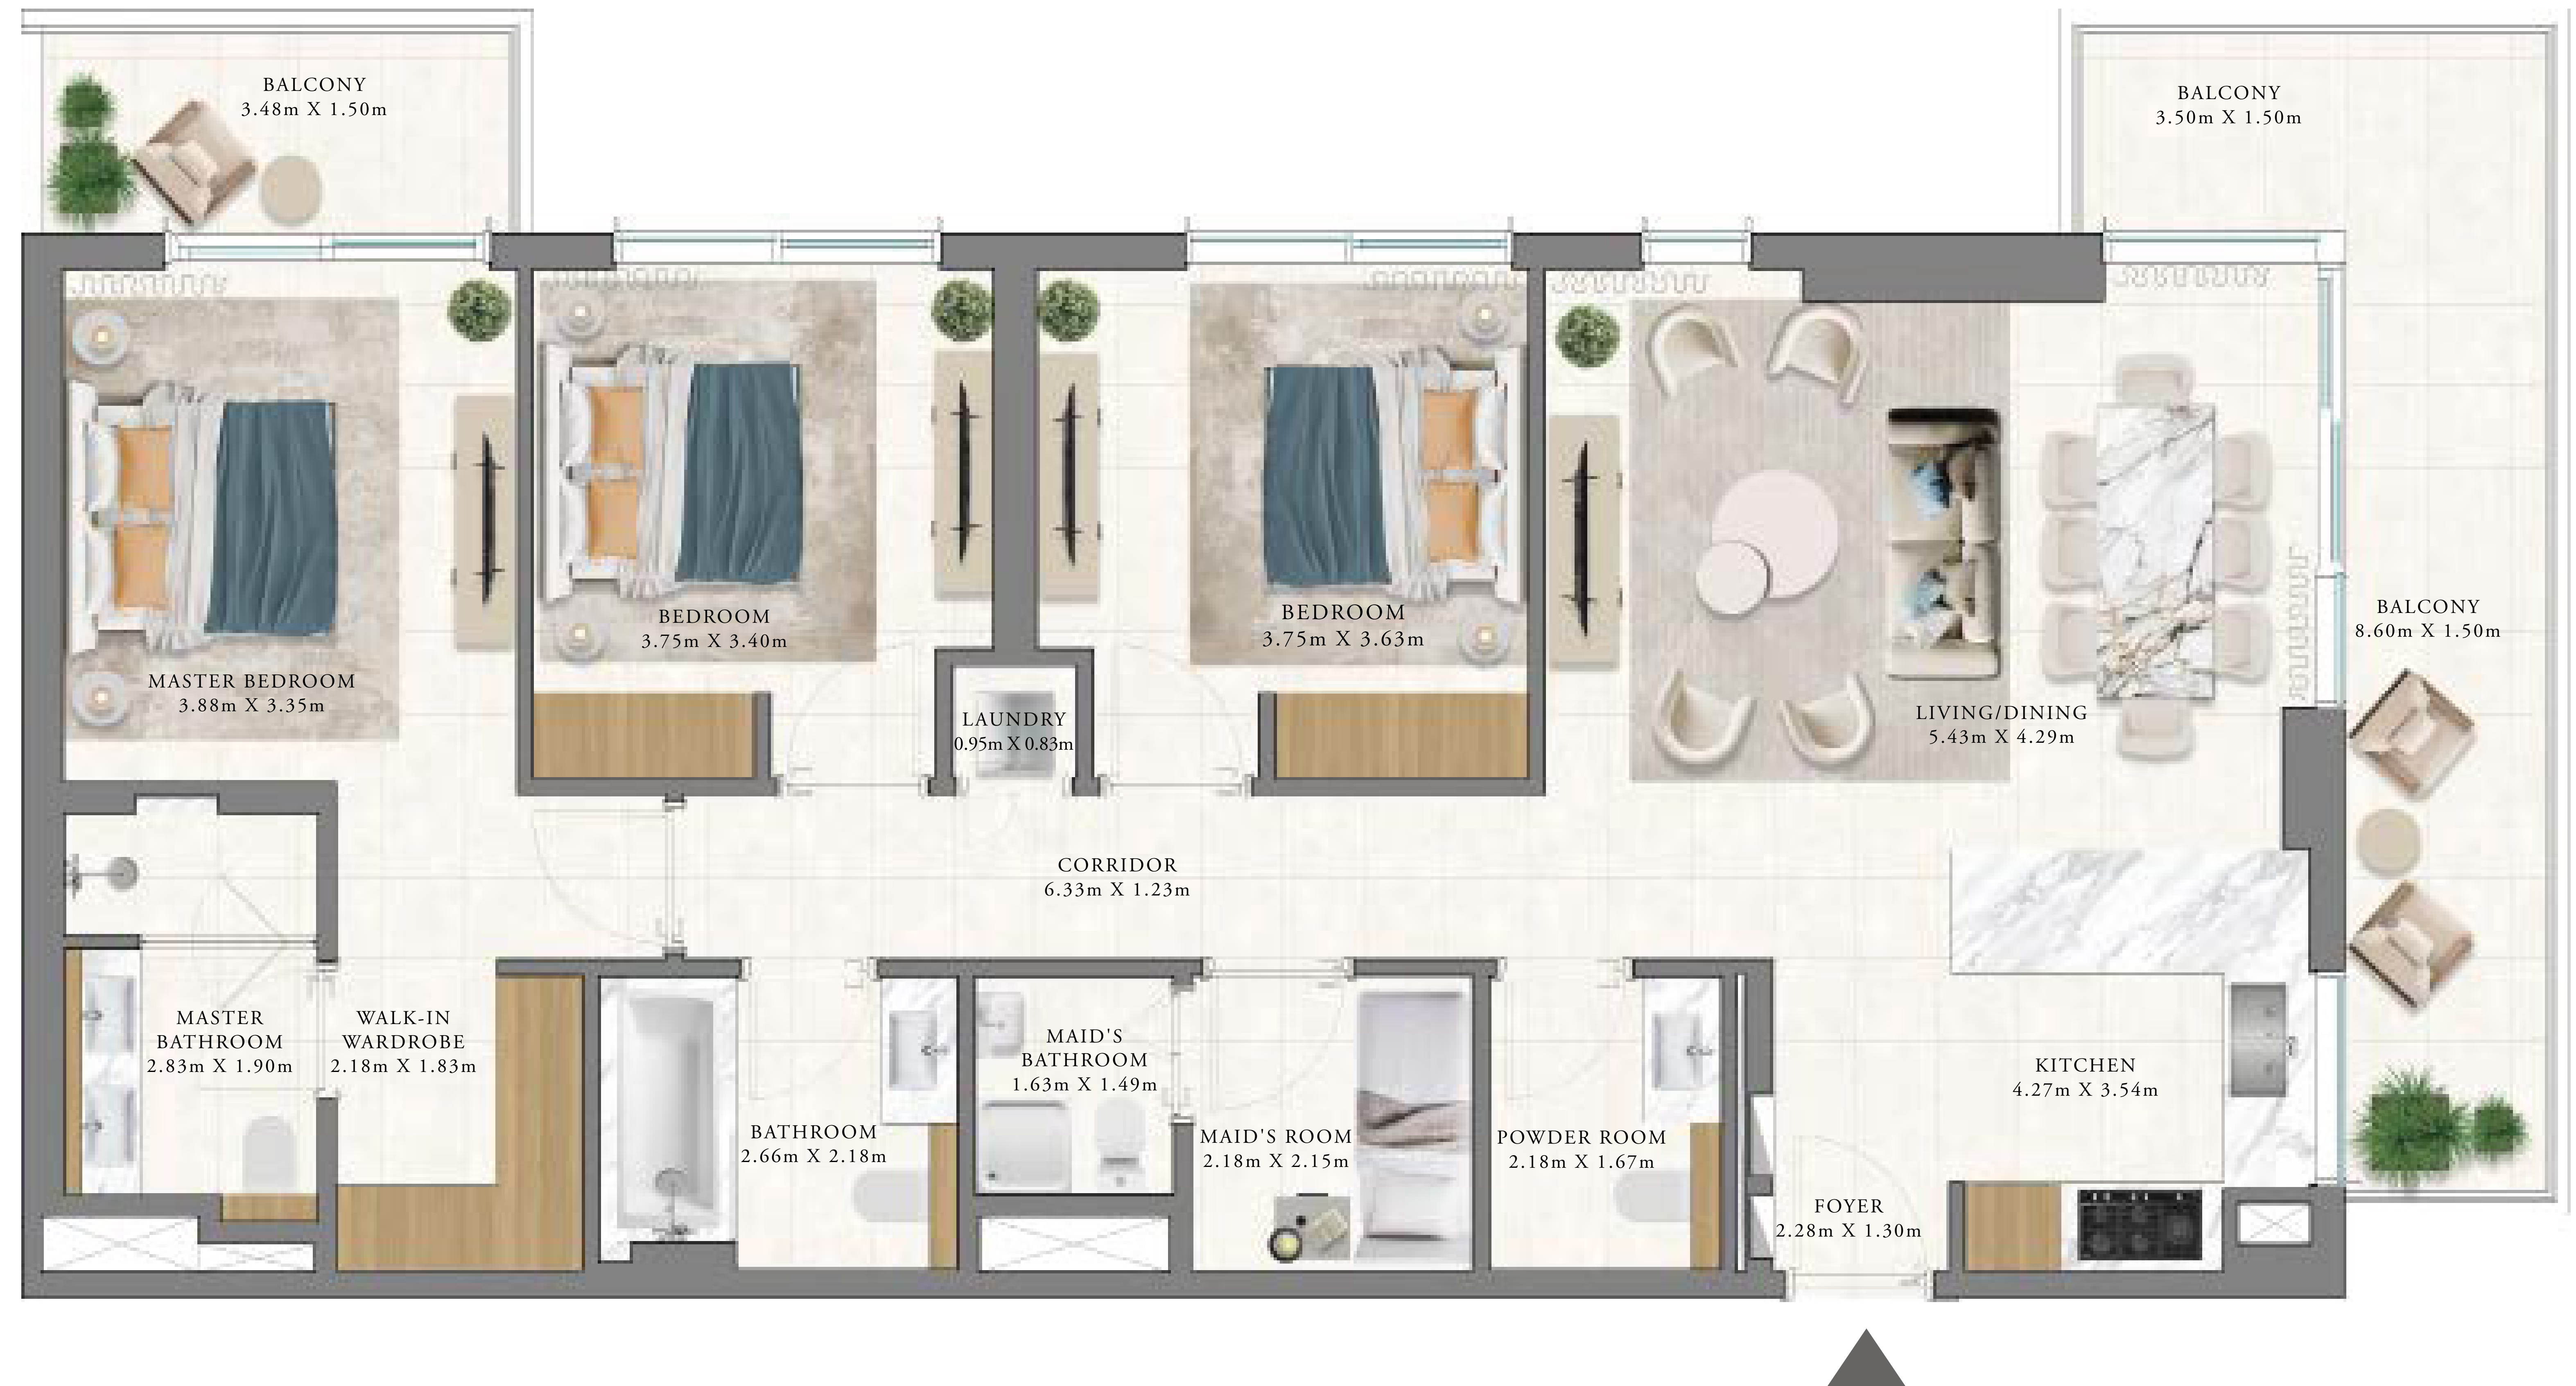 BALCONY
3.48m X 1.50m
BALCONY
3.50m X 1.50m
BEDROOM
3.75m X 3.40m
BEDROOM
3.75m X 3.63m
BALCONY
8.60m X 1.50m
MASTER BEDROOM
3.88m X 3.35m
LAUNDRY
0.95m X 0.83m
LIVING/DINING
5.43m X 4.29m
CORRIDOR
6.33m X 1.23m
MASTER
BATHROOM
2.83m X 1.90m
WALK-IN
WARDROBE
2.18m X 1.83m
MAID'S
BATHROOM
1.63m X 1.49m
KITCHEN
4.27m X 3.54m
BATHROOM
2.66m X 2.18m
MAID'S ROOM
2.18m X 2.15m
POWDER ROOM
2.18m X 1.67m
FOYER
2.28m X 1.30m